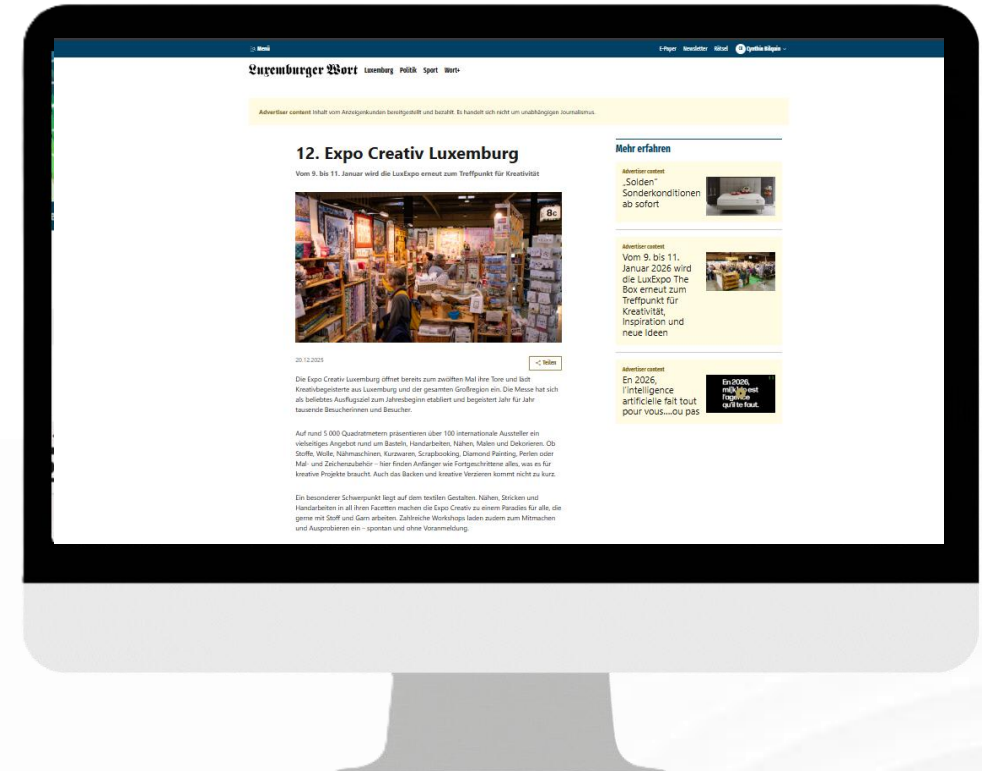 Menü
E-Paper Newsletter Rätsel Cynthia
Luxemburger Wort Luxemburg Politik Sport Wort+
Advertiser content Inhalt vom Anzeigenkunden bereitgestellt und bezahlt. Es handelt sich nicht um unabhängigen Journalismus.
12. Expo Creativ Luxemburg
Vom 9. bis 11. Januar wird die LuxExpo erneut zum Treffpunkt für Kreativität
8c
20.12.2025
Teilen
Die Expo Creativ Luxemburg öffnet bereits zum zwölften Mal ihre Tore und lädt
Kreativbegeisterte aus Luxemburg und der gesamten Großregion ein. Die Messe hat sich
als beliebtes Ausflugsziel zum Jahresbeginn etabliert und begeistert Jahr für Jahr
tausende Besucherinnen und Besucher.
Auf rund 5 000 Quadratmetern präsentieren über 100 internationale Aussteller ein
vielseitiges Angebot rund um Basteln, Handarbeiten, Nähen, Malen und Dekorieren. Ob
Stoffe, Wolle, Nähmaschinen, Kurzwaren, Scrapbooking, Diamond Painting, Perlen oder
Mal- und Zeichenzubehör – hier finden Anfänger wie Fortgeschrittene alles, was es für
kreative Projekte braucht. Auch das Backen und kreative Verzieren kommt nicht zu kurz.
Ein besonderer Schwerpunkt liegt auf dem textilen Gestalten. Nähen, Stricken und
Handarbeiten in all ihren Facetten machen die Expo Creativ zu einem Paradies für alle, die
gerne mit Stoff und Garn arbeiten. Zahlreiche Workshops laden zudem zum Mitmachen
und Ausprobieren ein – spontan und ohne Voranmeldung.
Mehr erfahren
Advertiser content
„Solden“
Sonderkonditionen
ab sofort
Advertiser content
Vom 9. bis 11.
Januar 2026 wird
die LuxExpo The
Box erneut zum
Treffpunkt für
Kreativität,
Inspiration und
neue Ideen
Advertiser content
En 2026,
l'intelligence
artificielle fait tout
pour vous....ou pas
En 2026,
l'agence
qu'il te faut.